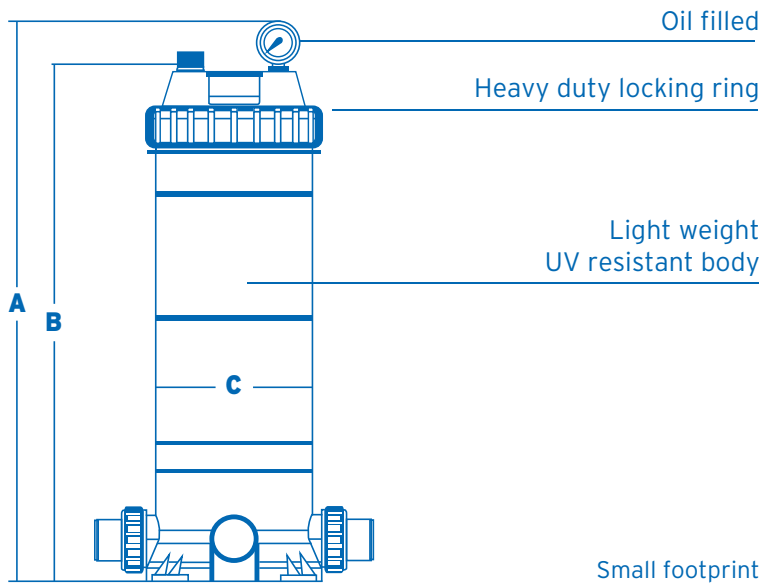 Oil filled
Heavy duty locking ring
Light weight
UV resistant body
A
B
C
Small footprint